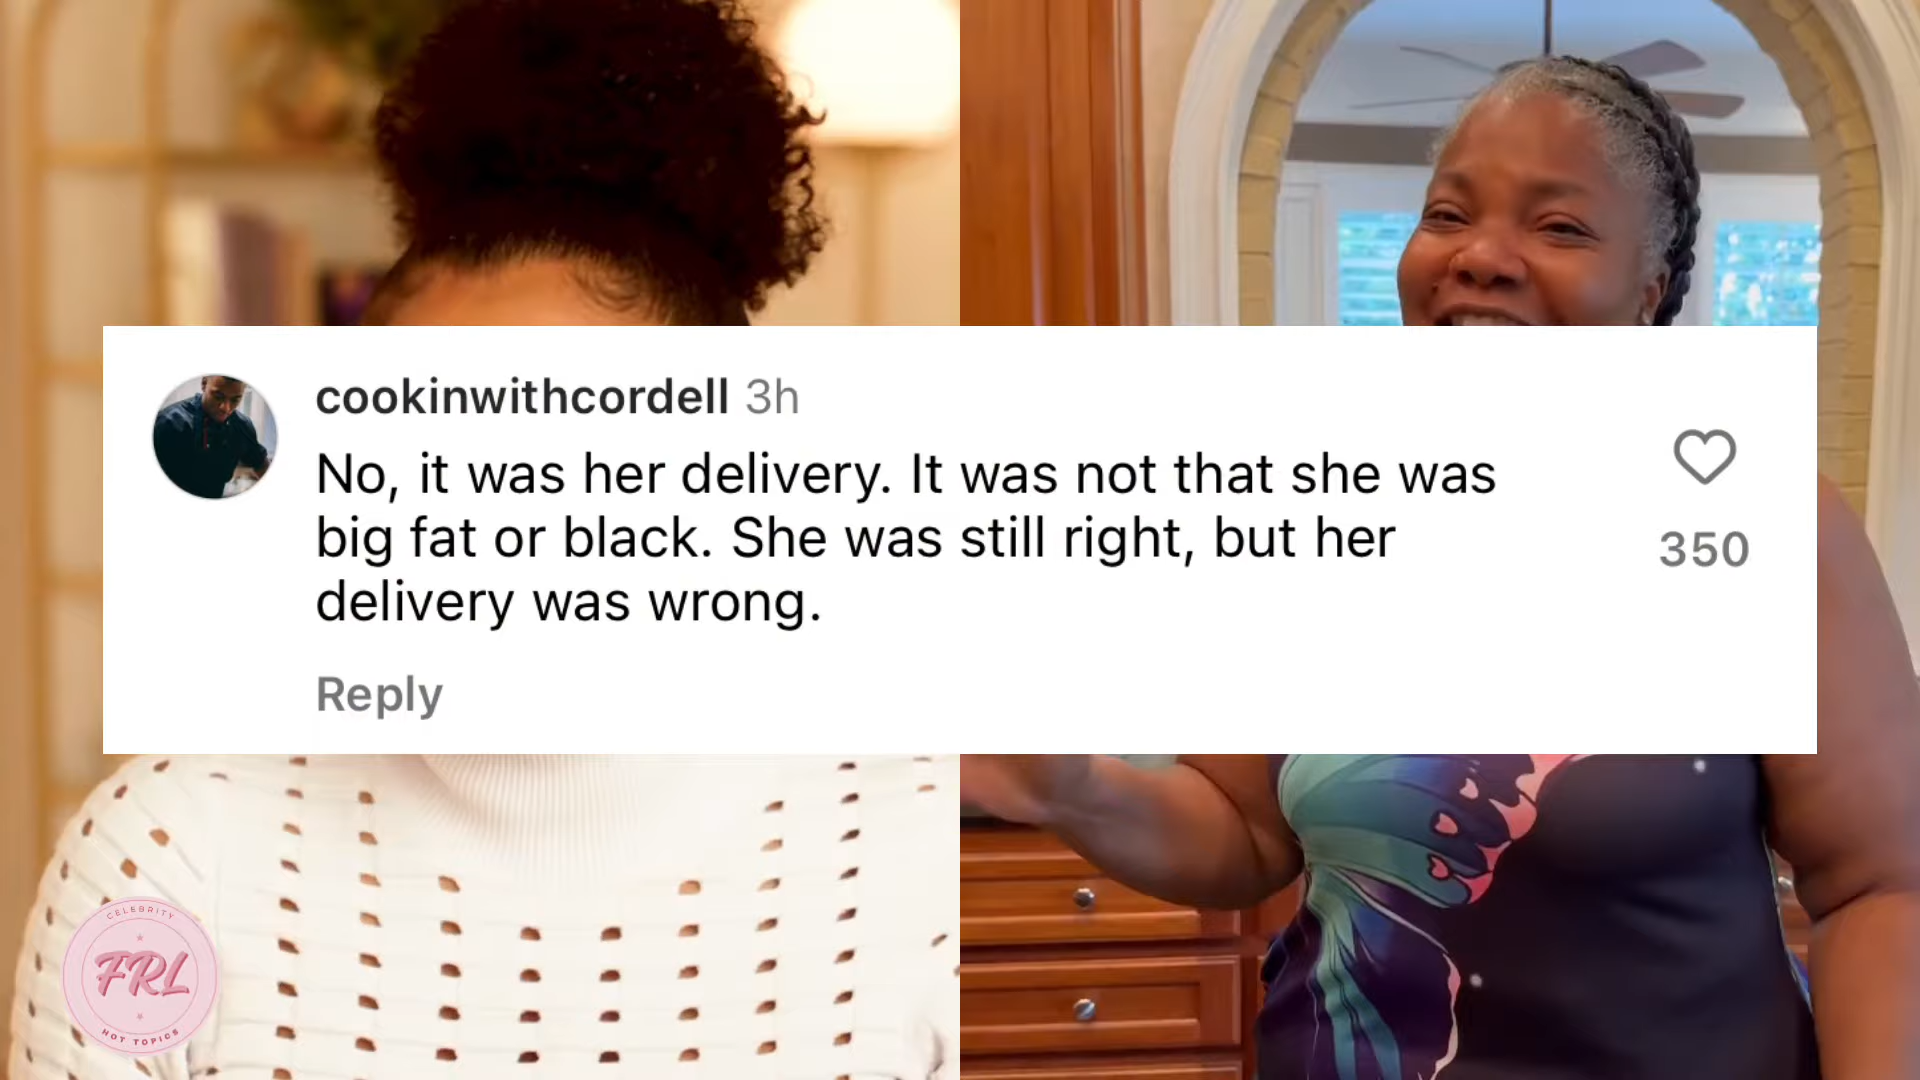 cookinwithcordell 3h
No, it was her delivery. It was not that she was
big fat or black. She was still right, but her
delivery was wrong.
350
Reply
CELEBRITY
FRL
HOT TOPICS